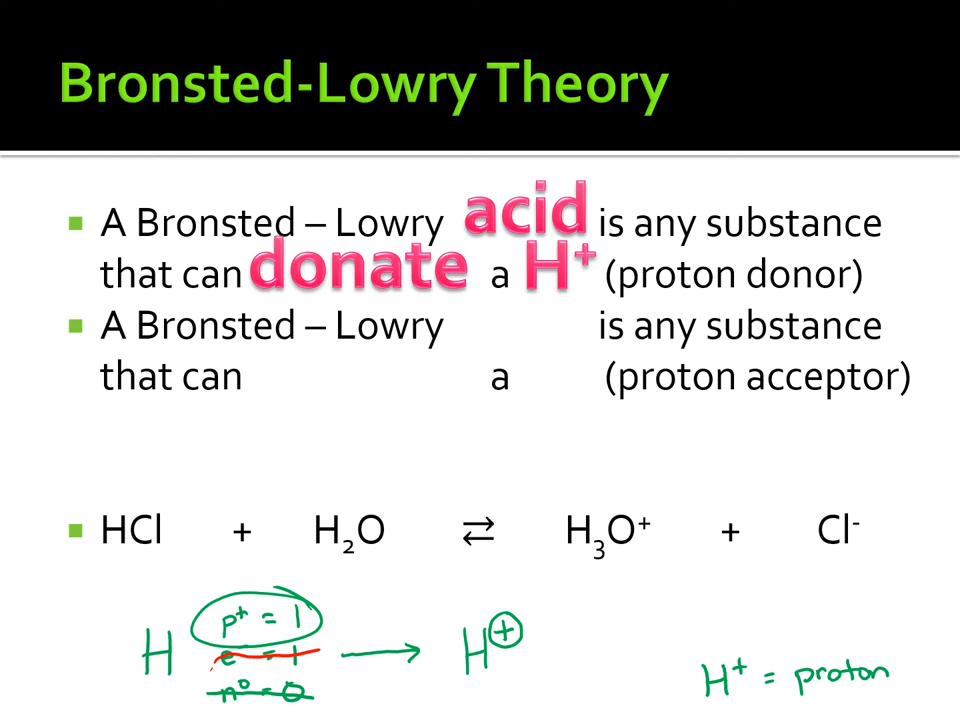 Bronsted-Lowry Theory
A Bronsted – Lowry acid is any substance
that can donate a H⁺ (proton donor)
A Bronsted – Lowry is any substance
that can a (proton acceptor)
HCl + H₂O ⇄ H₃O⁺ + Cl⁻
p⁺ = 1
H e⁻ = 1 → H⁺
n⁰ = 0
H⁺ = proton